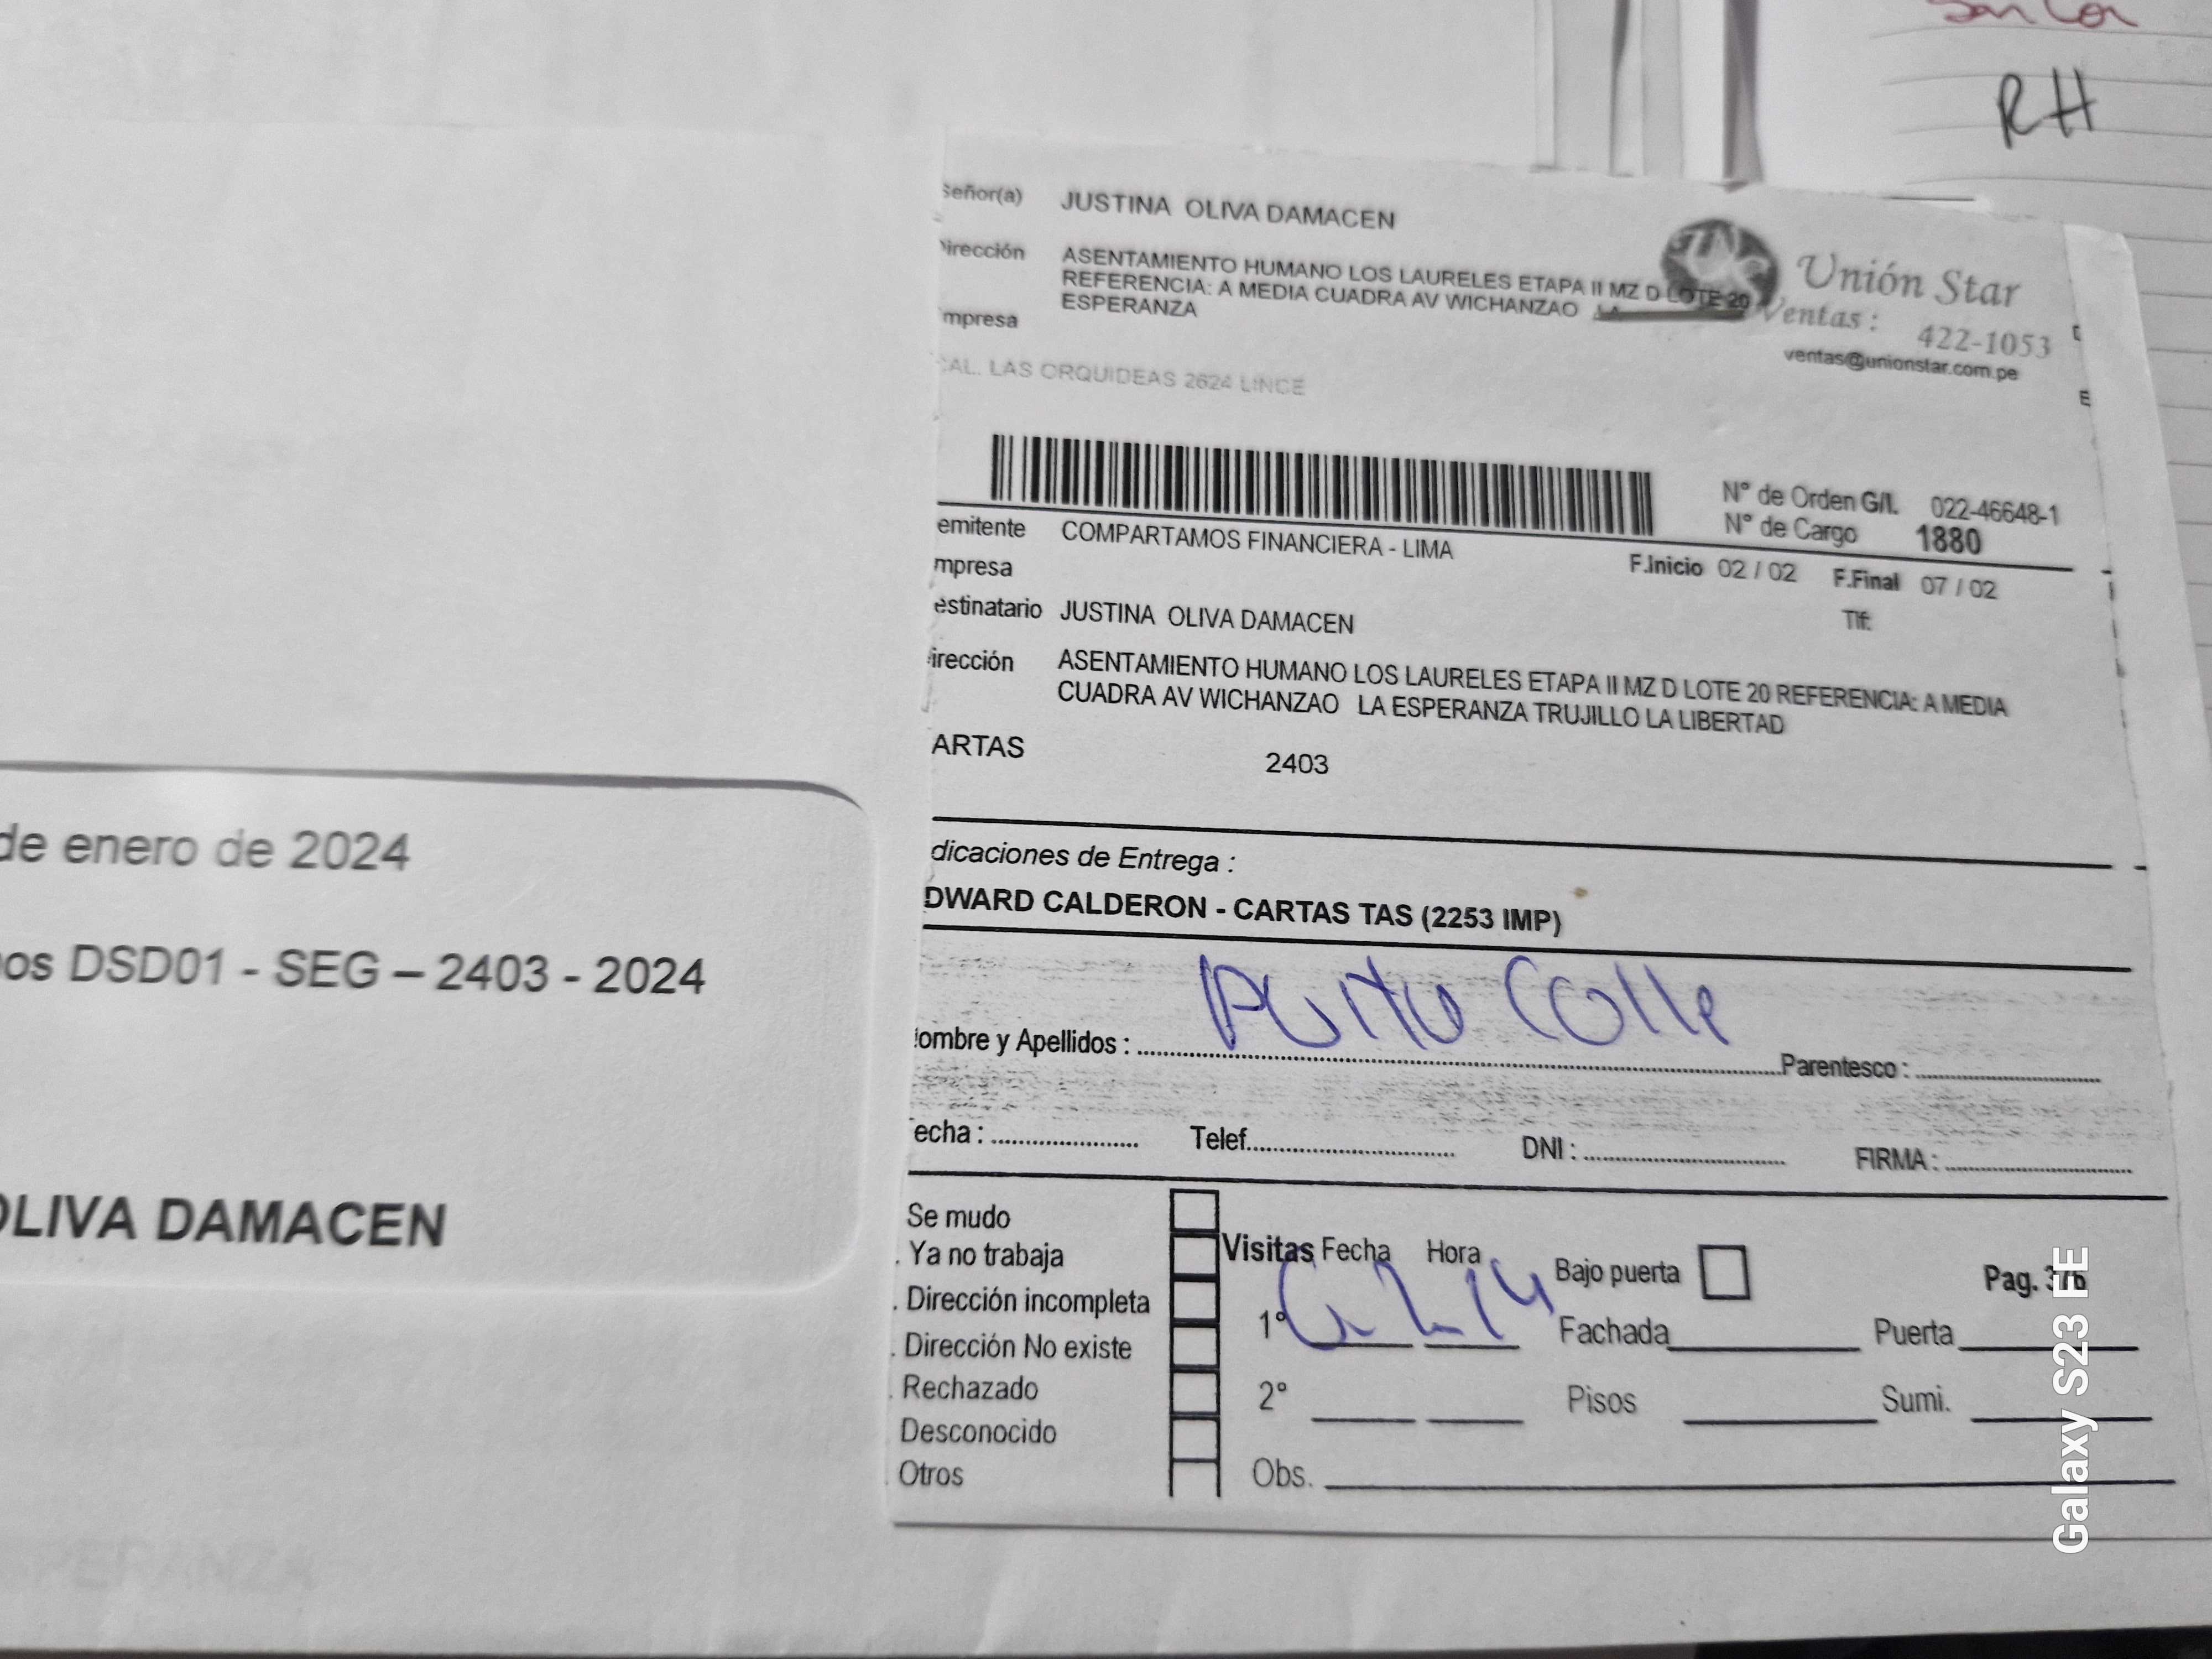 RH
Señor(a) JUSTINA OLIVA DAMACEN
Dirección ASENTAMIENTO HUMANO LOS LAURELES ETAPA II MZ D LOTE 20
REFERENCIA: A MEDIA CUADRA AV WICHANZAO LA
ESPERANZA
mpresa
Unión Star
Ventas : 422-1053
ventas@unionstar.com.pe
CAL. LAS ORQUIDEAS 2624 LINCE
N° de Orden G/I. 022-46648-1
N° de Cargo 1880
emitente COMPARTAMOS FINANCIERA - LIMA
F.Inicio 02 / 02 F.Final 07 / 02
mpresa
estinatario JUSTINA OLIVA DAMACEN
Tlf:
irección ASENTAMIENTO HUMANO LOS LAURELES ETAPA II MZ D LOTE 20 REFERENCIA: A MEDIA
CUADRA AV WICHANZAO LA ESPERANZA TRUJILLO LA LIBERTAD
ARTAS 2403
dicaciones de Entrega :
DWARD CALDERON - CARTAS TAS (2253 IMP)
ombre y Apellidos : Parentesco :
echa : Telef. DNI : FIRMA :
Se mudo
. Ya no trabaja
. Dirección incompleta
. Dirección No existe
. Rechazado
Desconocido
. Otros
Visitas Fecha Hora Bajo puerta Pag.
1° Fachada Puerta
2° Pisos Sumi.
Obs.
de enero de 2024
os DSD01 - SEG – 2403 - 2024
OLIVA DAMACEN
PERANZA
Galaxy S23 FE